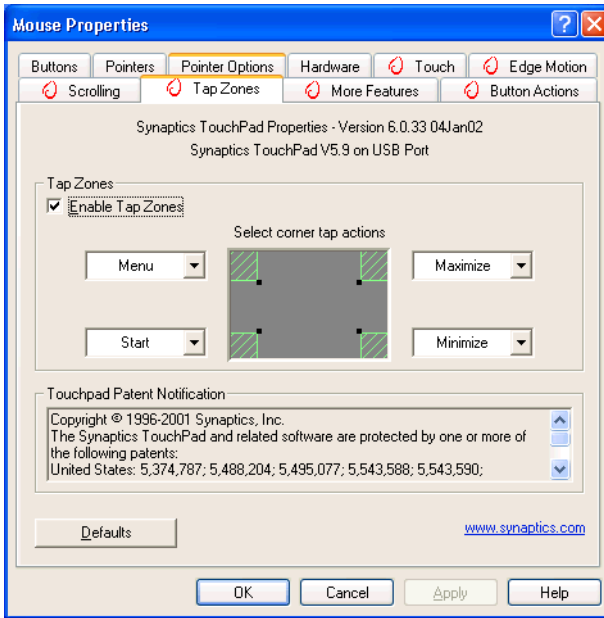 Mouse Properties
Buttons Pointers Pointer Options Hardware Touch Edge Motion
Scrolling Tap Zones More Features Button Actions
Synaptics TouchPad Properties - Version 6.0.33 04Jan02
Synaptics TouchPad V5.9 on USB Port
Tap Zones
Enable Tap Zones
Select corner tap actions
Menu Maximize
Start Minimize
Touchpad Patent Notification
Copyright © 1996-2001 Synaptics, Inc.
The Synaptics TouchPad and related software are protected by one or more of
the following patents:
United States: 5,374,787; 5,488,204; 5,495,077; 5,543,588; 5,543,590;
Defaults www.synaptics.com
OK Cancel Apply Help